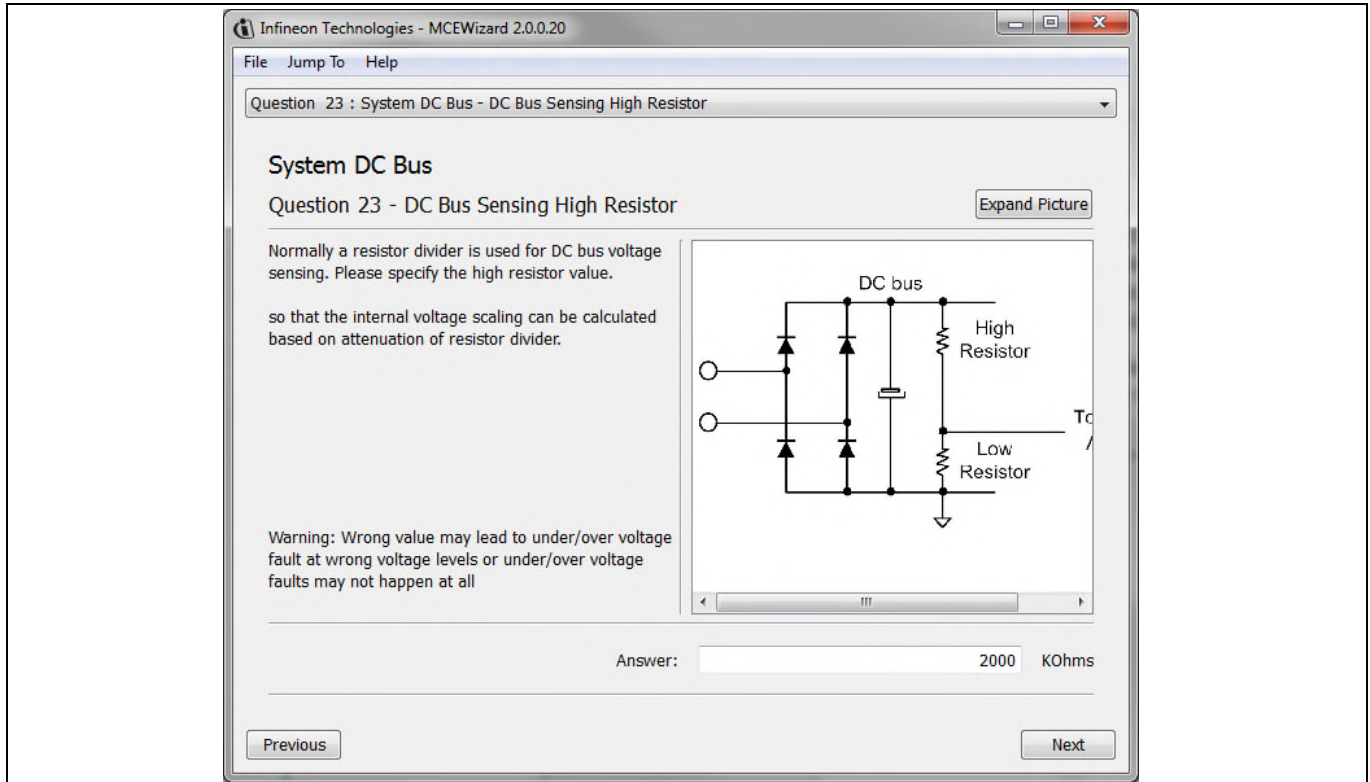 Infineon Technologies - MCEWizard 2.0.0.20
File Jump To Help
Question 23 : System DC Bus - DC Bus Sensing High Resistor
System DC Bus
Question 23 - DC Bus Sensing High Resistor
Expand Picture
Normally a resistor divider is used for DC bus voltage
sensing. Please specify the high resistor value.
so that the internal voltage scaling can be calculated
based on attenuation of resistor divider.
Warning: Wrong value may lead to under/over voltage
fault at wrong voltage levels or under/over voltage
faults may not happen at all
DC bus
High
Resistor
Low
Resistor
Answer: 2000 KOhms
Previous
Next